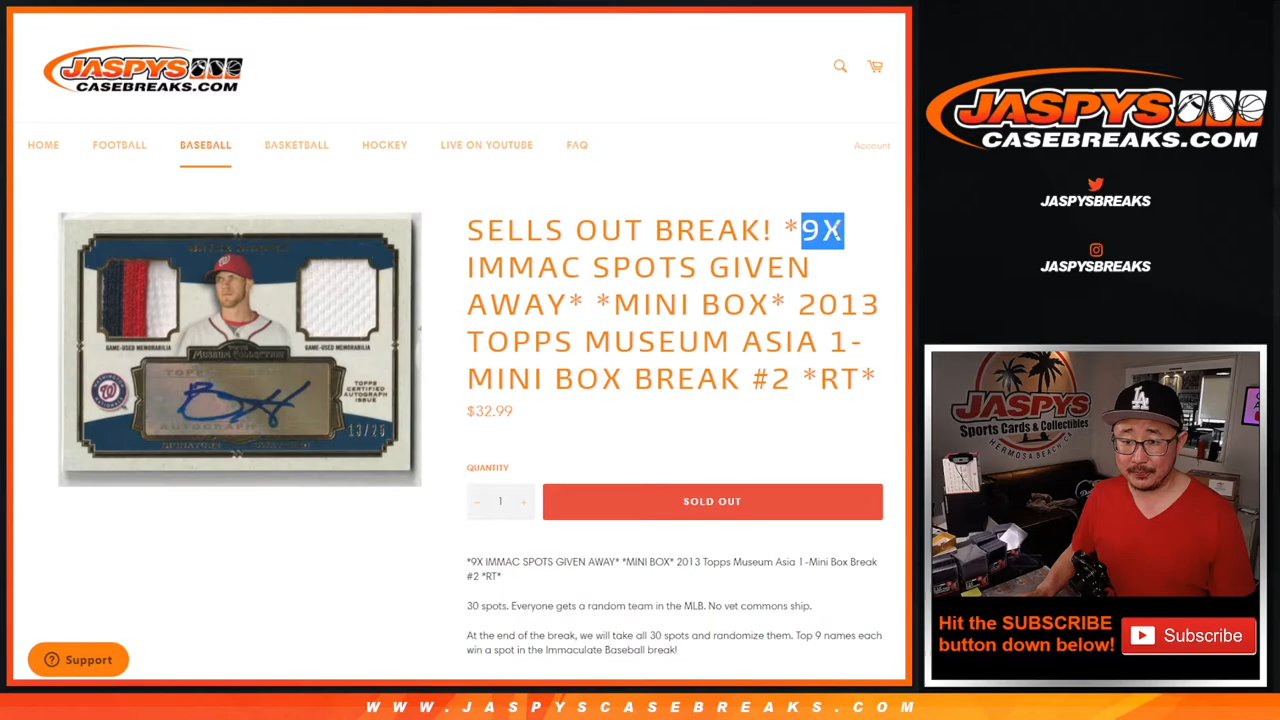 JASPYS
CASEBREAKS.COM
HOME FOOTBALL BASEBALL BASKETBALL HOCKEY LIVE ON YOUTUBE FAQ Account
SELLS OUT BREAK! *9X
IMMAC SPOTS GIVEN
AWAY* *MINI BOX* 2013
TOPPS MUSEUM ASIA 1-
MINI BOX BREAK #2 *RT*
$32.99
QUANTITY
− 1 + SOLD OUT
*9X IMMAC SPOTS GIVEN AWAY* *MINI BOX* 2013 Topps Museum Asia 1-Mini Box Break
#2 *RT*
30 spots. Everyone gets a random team in the MLB. No vet commons ship.
At the end of the break, we will take all 30 spots and randomize them. Top 9 names each
win a spot in the Immaculate Baseball break!
GAME-USED MEMORABILIA GAME-USED MEMORABILIA
MUSEUM COLLECTION
TOPPS
CERTIFIED
AUTOGRAPH
ISSUE
13/25
Support
JASPYS
CASEBREAKS.COM
JASPYSBREAKS
JASPYSBREAKS
JASPYS
Sports Cards & Collectibles
HERMOSA BEACH CA
LA
Hit the SUBSCRIBE
button down below!
Subscribe
WWW.JASPYSCASEBREAKS.COM